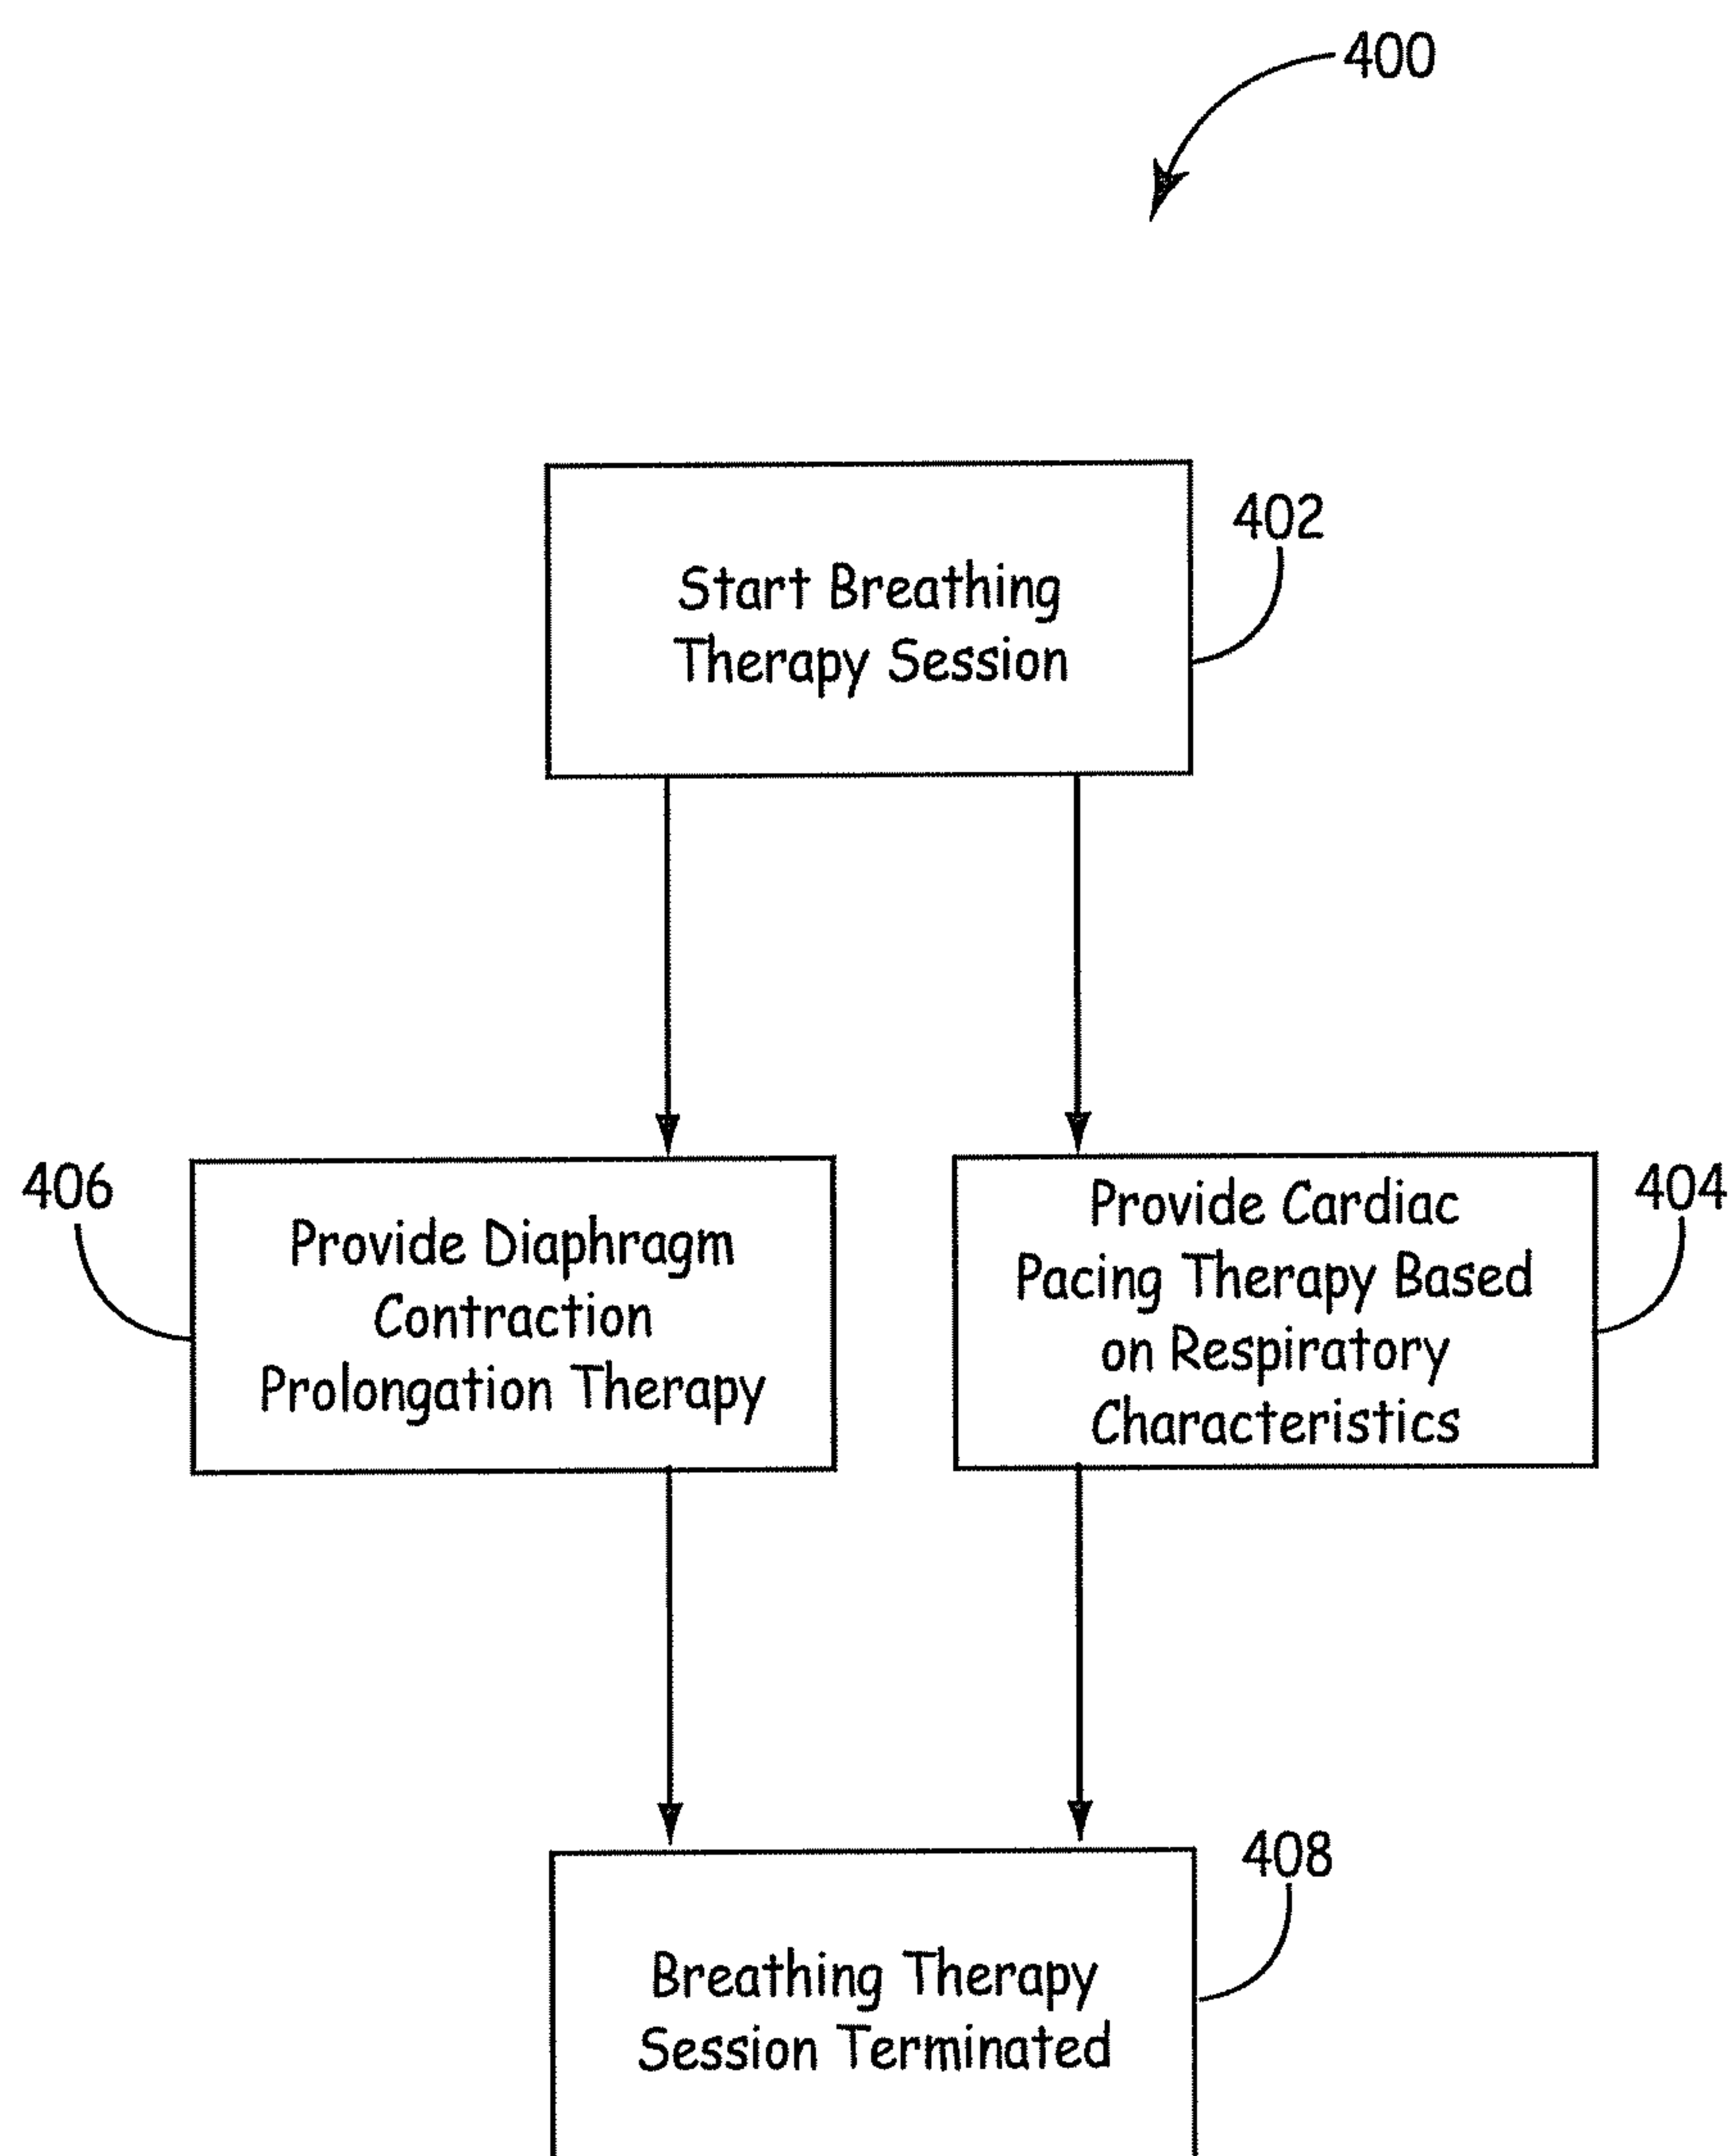 400
402
Start Breathing
Therapy Session
406
Provide Diaphragm
Contraction
Prolongation Therapy
404
Provide Cardiac
Pacing Therapy Based
on Respiratory
Characteristics
408
Breathing Therapy
Session Terminated